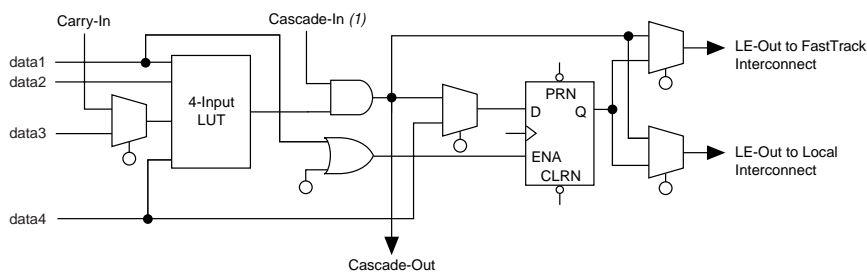 Carry-In
Cascade-In (1)
data1
data2
4-Input
LUT
data3
data4
PRN
D
Q
ENA
CLRN
LE-Out to FastTrack
Interconnect
LE-Out to Local
Interconnect
Cascade-Out